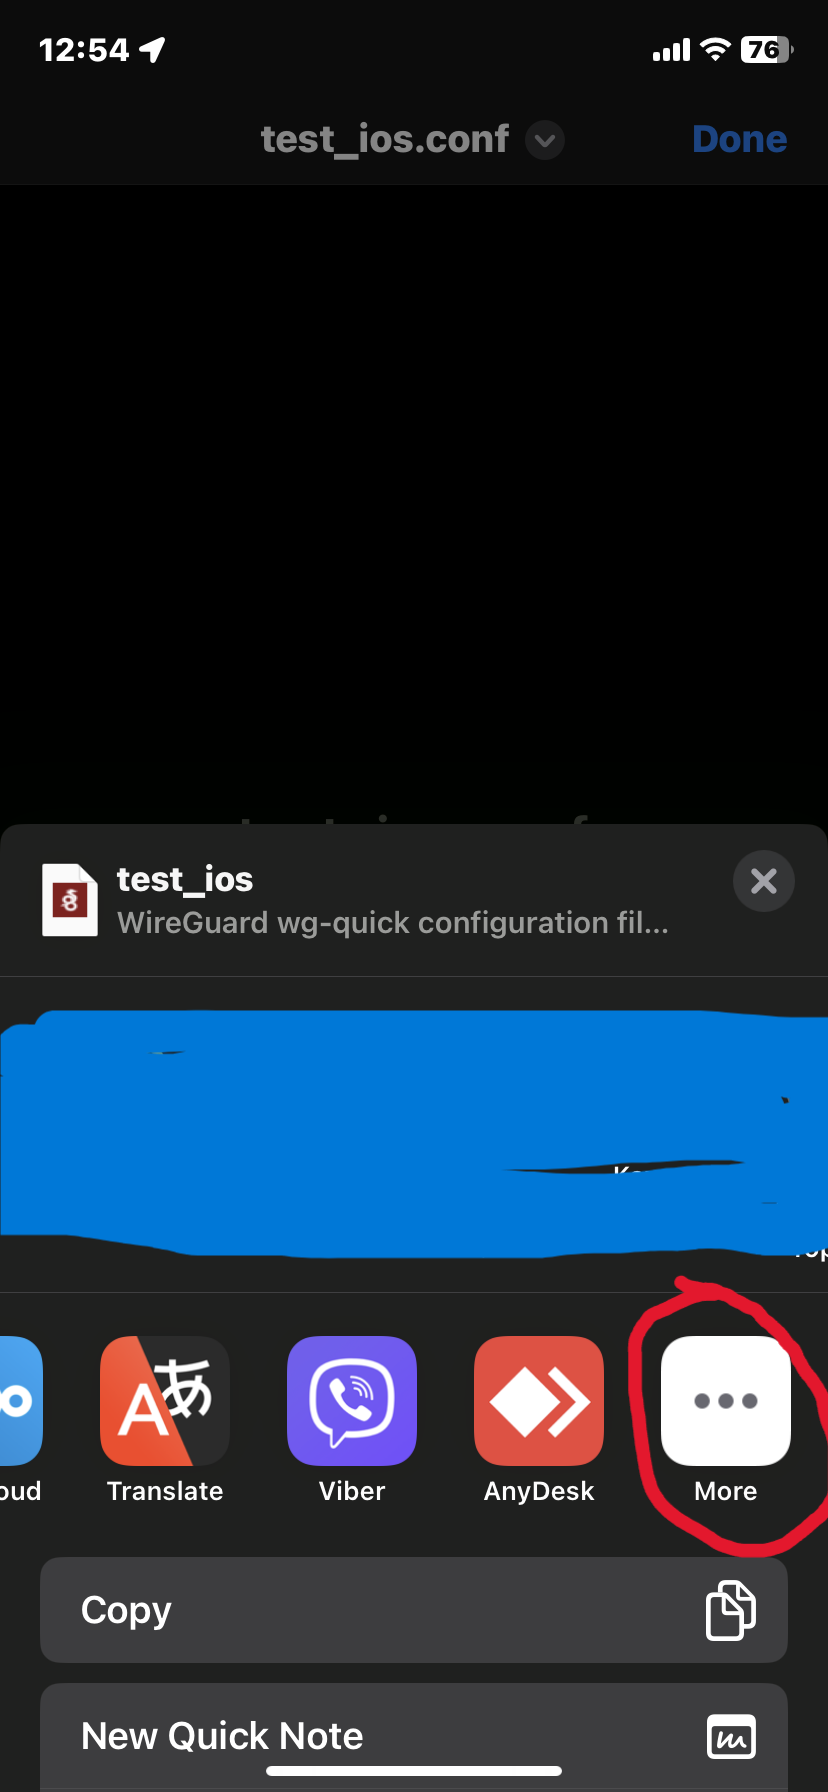 12:54
76
test_ios.conf
Done
test_ios
WireGuard wg-quick configuration fil...
oud
Translate
Viber
AnyDesk
More
Copy
New Quick Note